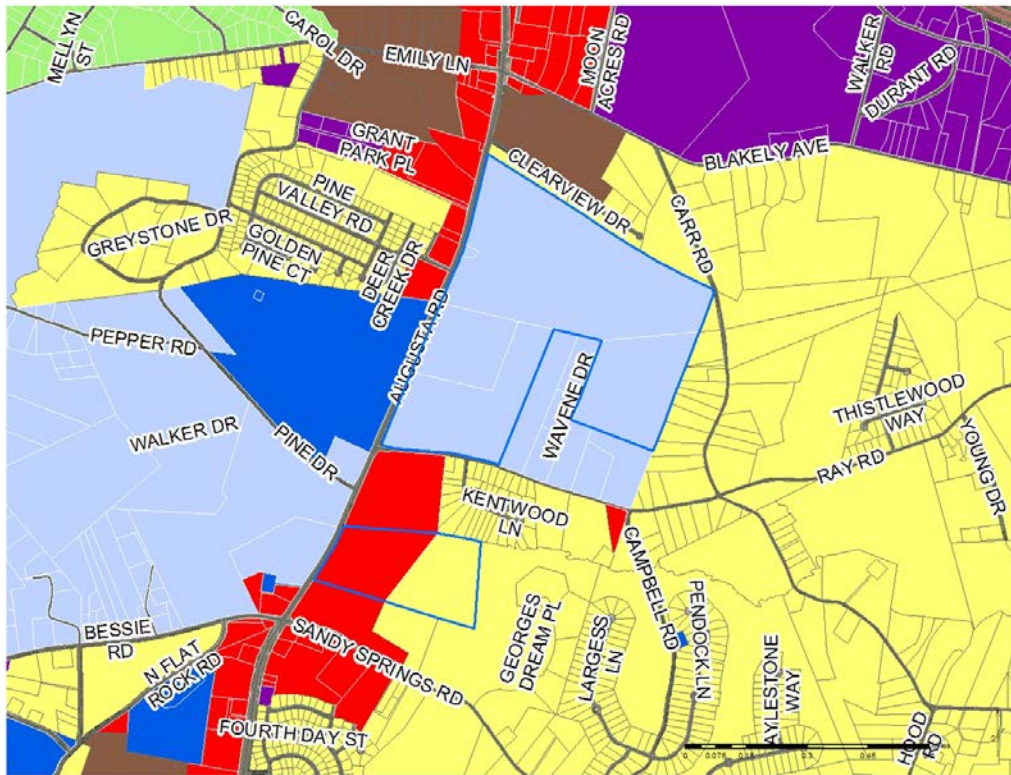 MELLYN
ST
CAROL DR
EMILY LN
MOON
ACRES RD
WALKER
RD
DURANT RD
GRANT
PARK PL
BLAKELY AVE
CLEARVIEW DR
PINE
VALLEY RD
GREYSTONE DR
GOLDEN
PINE CT
DEER
CREEK DR
CARR RD
AUGUSTA RD
PEPPER RD
WAVENE DR
THISTLEWOOD
WAY
WALKER DR
PINE DR
RAY RD
YOUNG DR
KENTWOOD
LN
CAMPBELL RD
PENDOCK LN
BESSIE
RD
N FLAT
ROCK RD
SANDY SPRINGS RD
GEORGES
DREAM PL
LARGESS
LN
AYLESTONE
WAY
HOOD
RD
FOURTH DAY ST
0 0.075